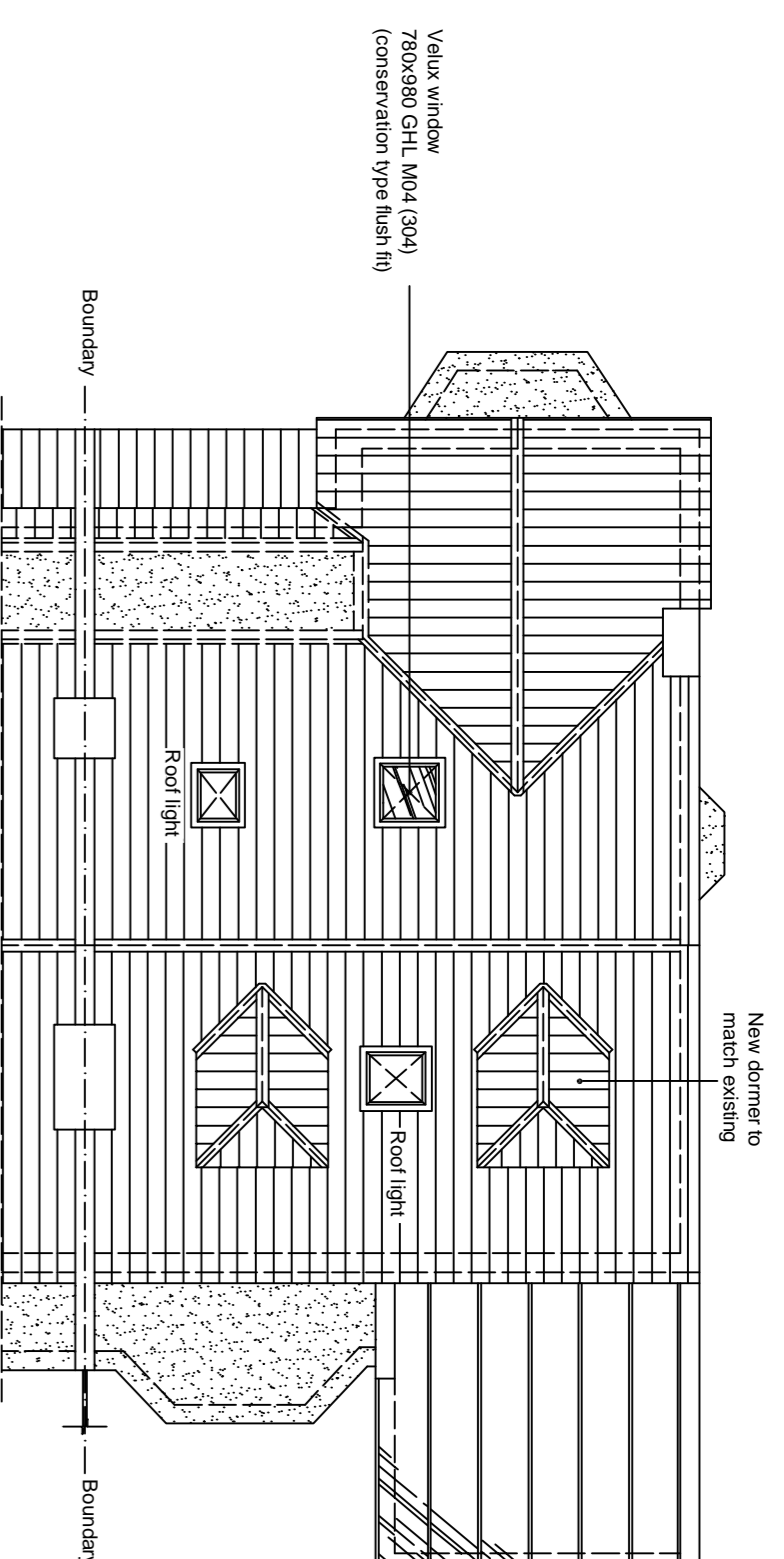 Velux window
780x980 GHL M04 (304)
(conservation type flush fit)
Boundary
Roof light
New dormer to
match existing
Roof light
Boundary